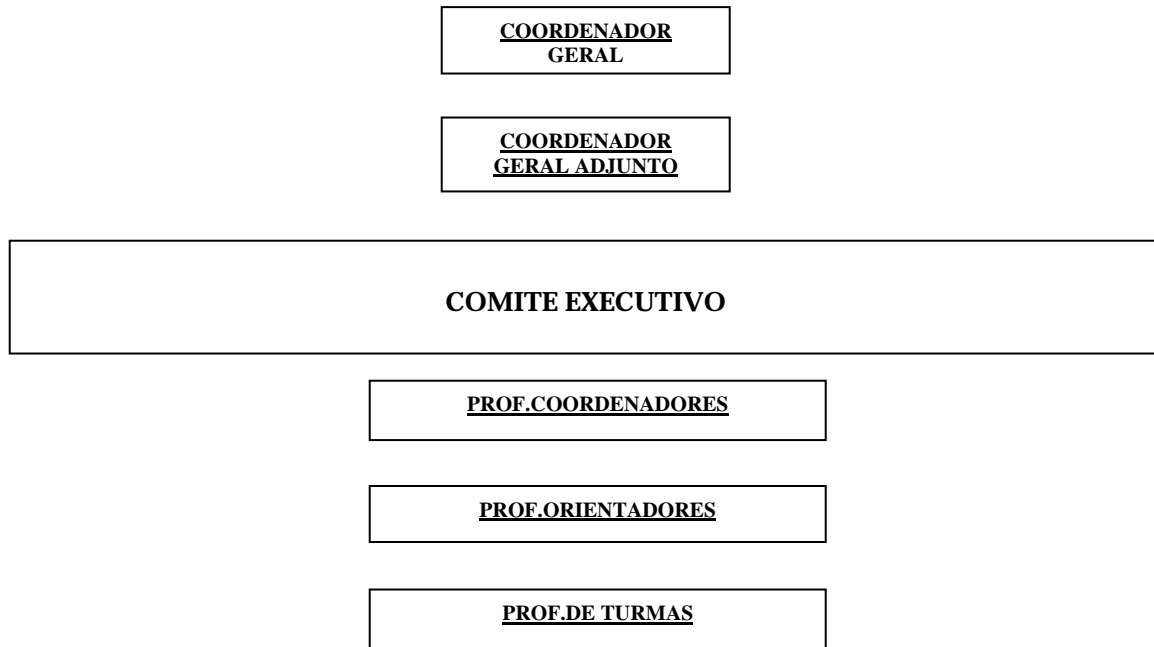 COORDENADOR
GERAL
COORDENADOR
GERAL ADJUNTO
COMITE EXECUTIVO
PROF.COORDENADORES
PROF.ORIENTADORES
PROF.DE TURMAS